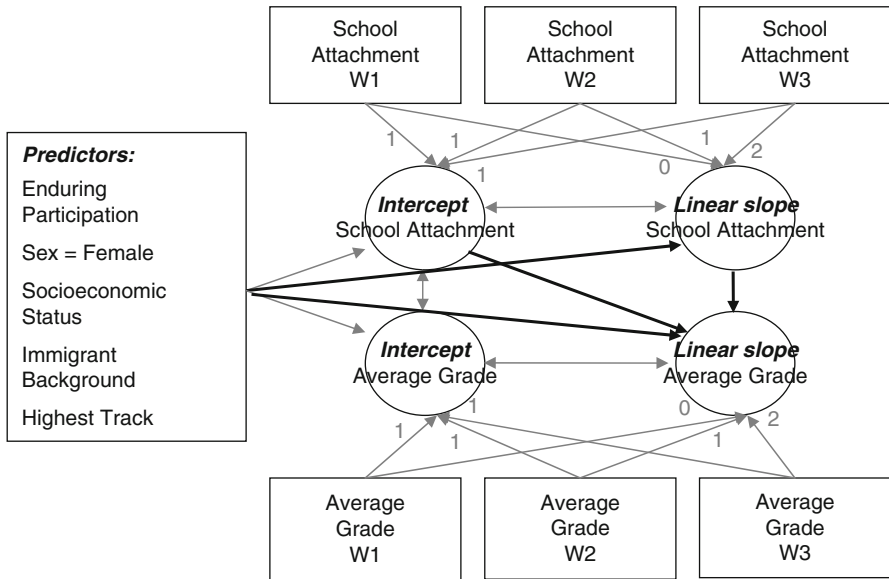 School
Attachment
W1
School
Attachment
W2
School
Attachment
W3
1
1
1
0
1
2
Predictors:
Enduring
Participation
Sex = Female
Socioeconomic
Status
Immigrant
Background
Highest Track
Intercept
School Attachment
Linear slope
School Attachment
Intercept
Average Grade
Linear slope
Average Grade
1
1
1
0
1
2
Average
Grade
W1
Average
Grade
W2
Average
Grade
W3